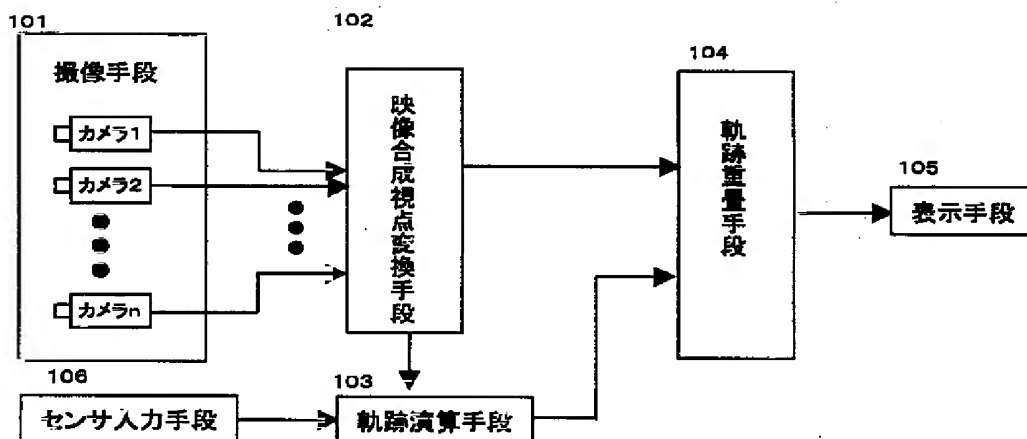 101
撮像手段
カメラ1
カメラ2
カメラn
102
映像合成視点変換手段
104
軌跡重畳手段
105
表示手段
106
センサ入力手段
103
軌跡演算手段